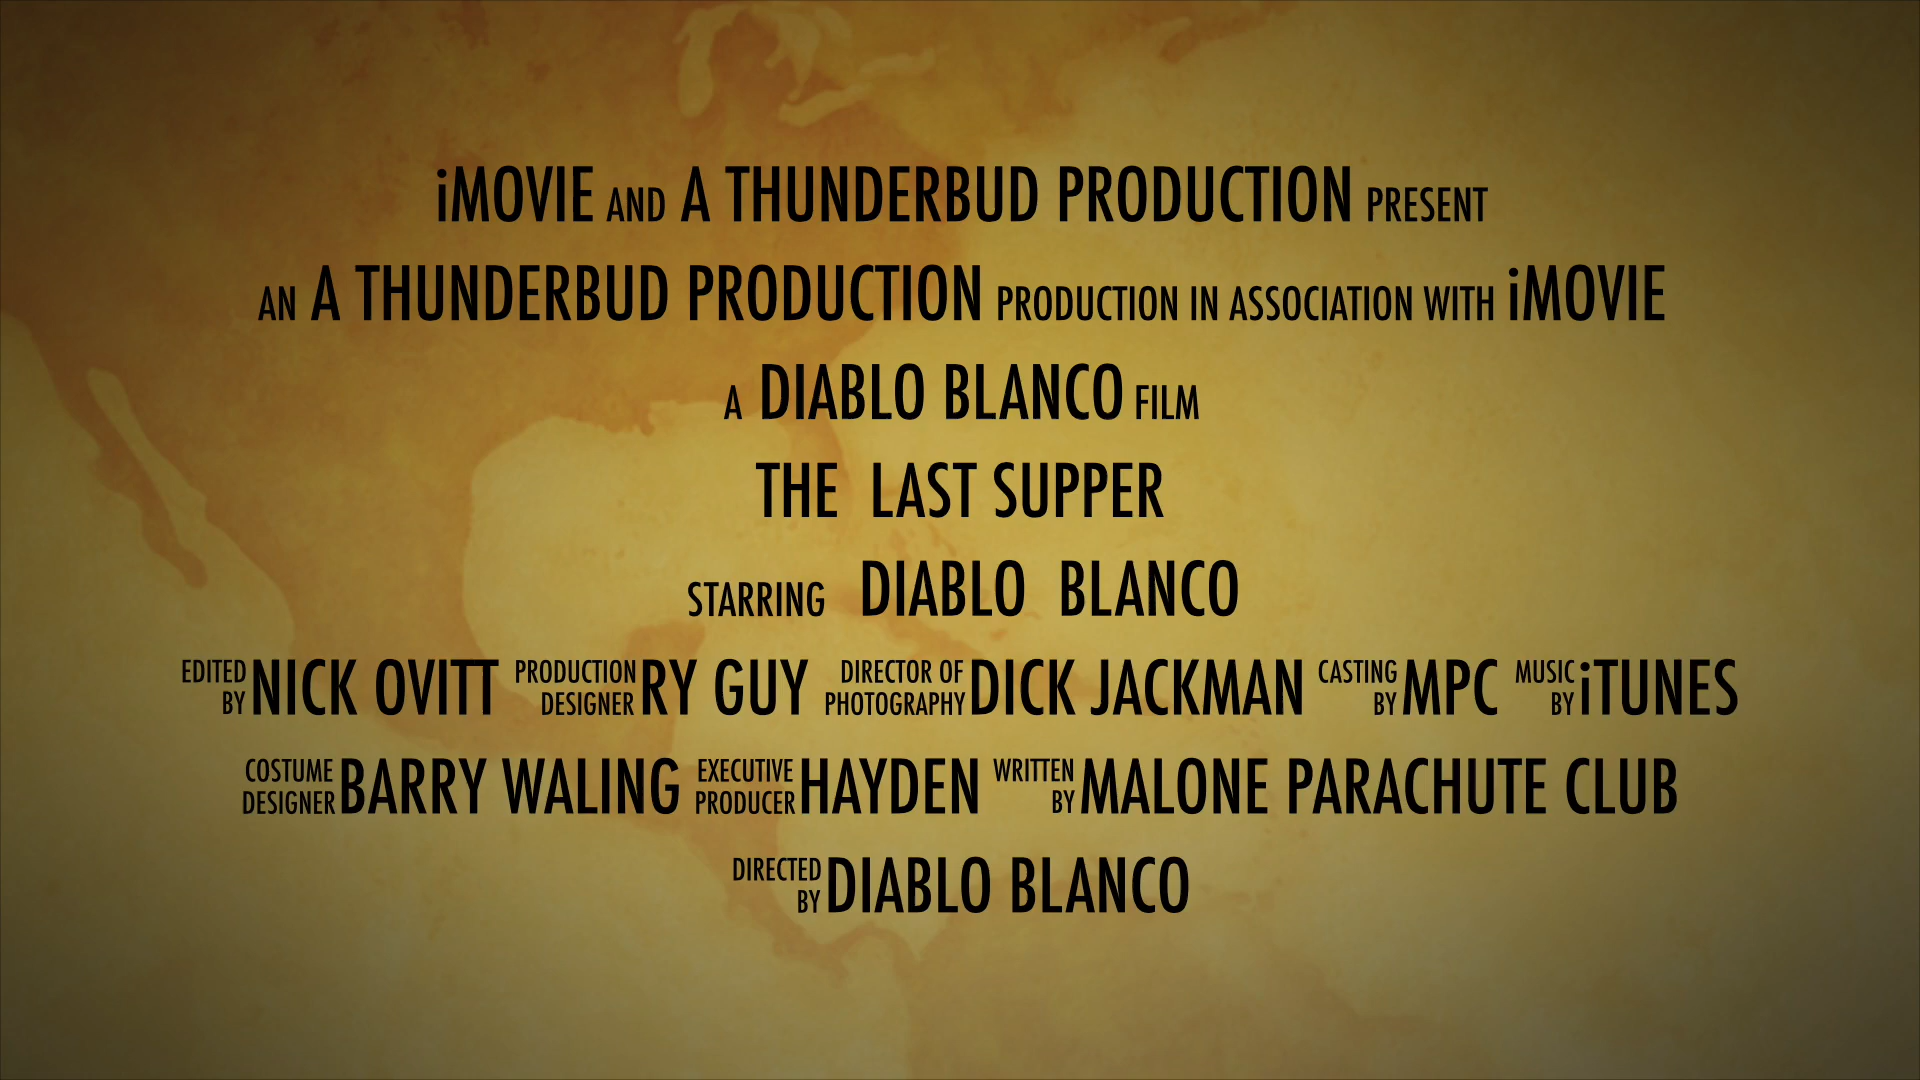 iMOVIE AND A THUNDERBUD PRODUCTION PRESENT
AN A THUNDERBUD PRODUCTION PRODUCTION IN ASSOCIATION WITH iMOVIE
A DIABLO BLANCO FILM
THE LAST SUPPER
STARRING DIABLO BLANCO
EDITED BY NICK OVITT PRODUCTION DESIGNER RY GUY DIRECTOR OF PHOTOGRAPHY DICK JACKMAN CASTING BY MPC MUSIC BY iTUNES
COSTUME DESIGNER BARRY WALING EXECUTIVE PRODUCER HAYDEN WRITTEN BY MALONE PARACHUTE CLUB
DIRECTED BY DIABLO BLANCO